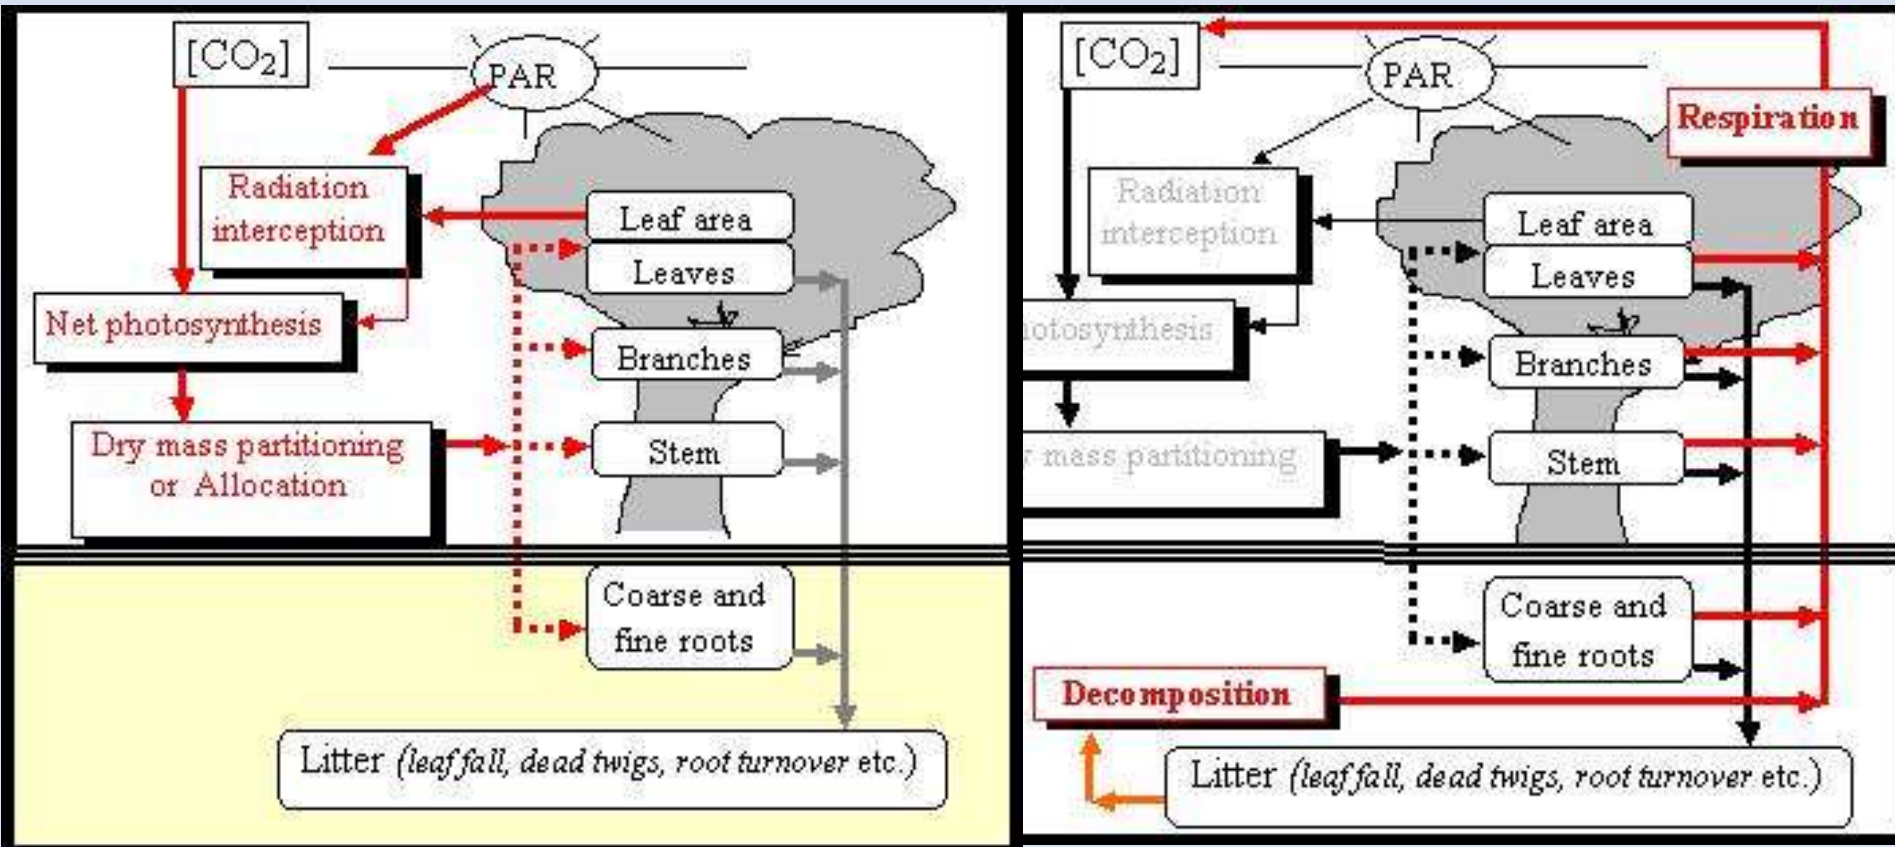 [CO₂]
PAR
Radiation
interception
Leaf area
Leaves
Net photosynthesis
Branches
Dry mass partitioning
or Allocation
Stem
Coarse and
fine roots
Litter (leaf fall, dead twigs, root turnover etc.)
[CO₂]
PAR
Respiration
Radiation
interception
Leaf area
Leaves
otosynthesis
Branches
mass partitioning
Stem
Coarse and
fine roots
Decomposition
Litter (leaf fall, dead twigs, root turnover etc.)